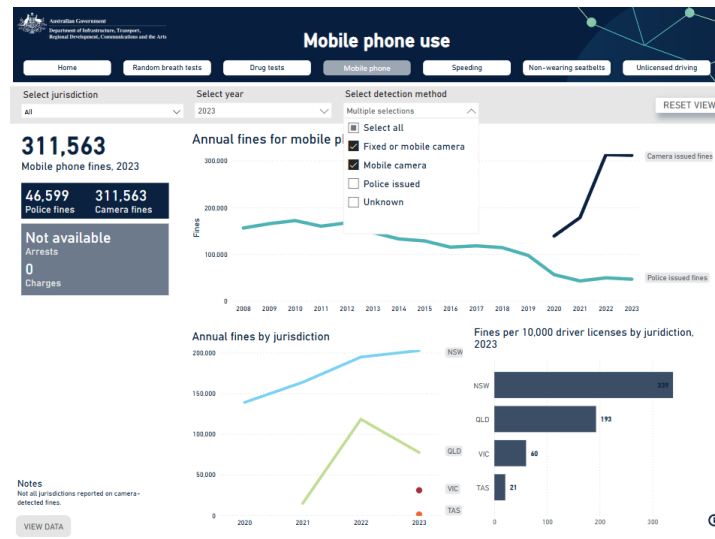 Australian Government
Department of Infrastructure, Transport,
Regional Development, Communications and the Arts
Mobile phone use
Home
Random breath tests
Drug tests
Mobile phone
Speeding
Non-wearing seatbelts
Unlicensed driving
Select jurisdiction
Select year
Select detection method
All
2023
Multiple selections
RESET VIEW
Select all
Fixed or mobile camera
Mobile camera
Police issued
Unknown
311,563
Mobile phone fines, 2023
46,599
311,563
Police fines
Camera fines
Not available
Arrests
0
Charges
Annual fines for mobile p
300,000
200,000
100,000
0
Fines
Camera issued fines
Police issued fines
2008 2009 2010 2011 2012 2013 2014 2015 2016 2017 2018 2019 2020 2021 2022 2023
Annual fines by jurisdiction
200,000
150,000
100,000
50,000
0
NSW
QLD
VIC
TAS
2020 2021 2022 2023
Fines per 10,000 driver licenses by juridiction,
2023
NSW 339
QLD 193
VIC 60
TAS 21
0 100 200 300
Notes
Not all jurisdictions reported on camera-
detected fines.
VIEW DATA